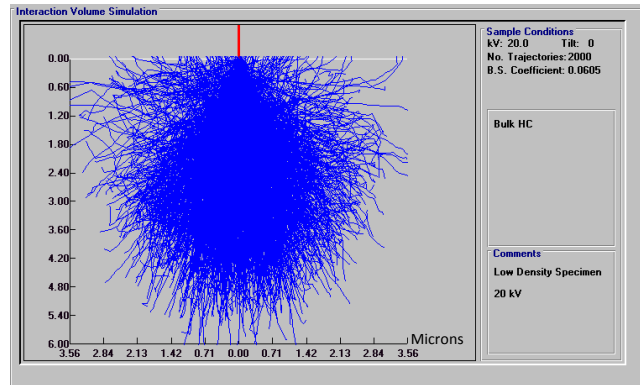 Interaction Volume Simulation
0.00
0.60
1.20
1.80
2.40
3.00
3.60
4.20
4.80
5.40
6.00
Microns
3.56 2.84 2.13 1.42 0.71 0.00 0.71 1.42 2.13 2.84 3.56
Sample Conditions
kV: 20.0 Tilt: 0
No. Trajectories: 2000
B.S. Coefficient: 0.0605
Bulk HC
Comments
Low Density Specimen
20 kV